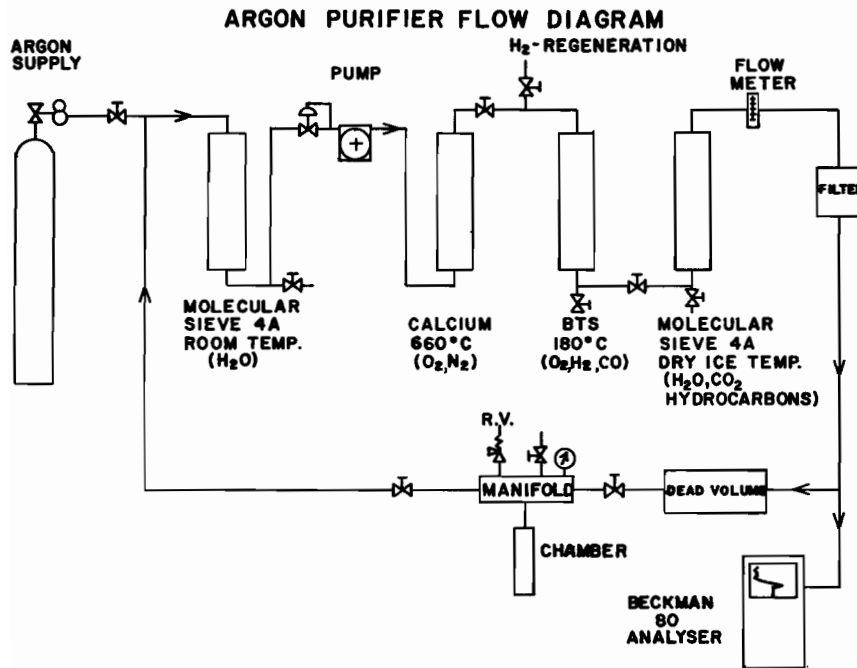 ARGON PURIFIER FLOW DIAGRAM
H₂-REGENERATION
ARGON
SUPPLY
PUMP
FLOW
METER
FILTER
MOLECULAR
SIEVE 4A
ROOM TEMP.
(H₂O)
CALCIUM
660°C
(O₂,N₂)
BTS
180°C
(O₂,H₂,CO)
MOLECULAR
SIEVE 4A
DRY ICE TEMP.
(H₂O,CO₂
HYDROCARBONS)
R.V.
MANIFOLD
DEAD VOLUME
CHAMBER
BECKMAN
80
ANALYSER